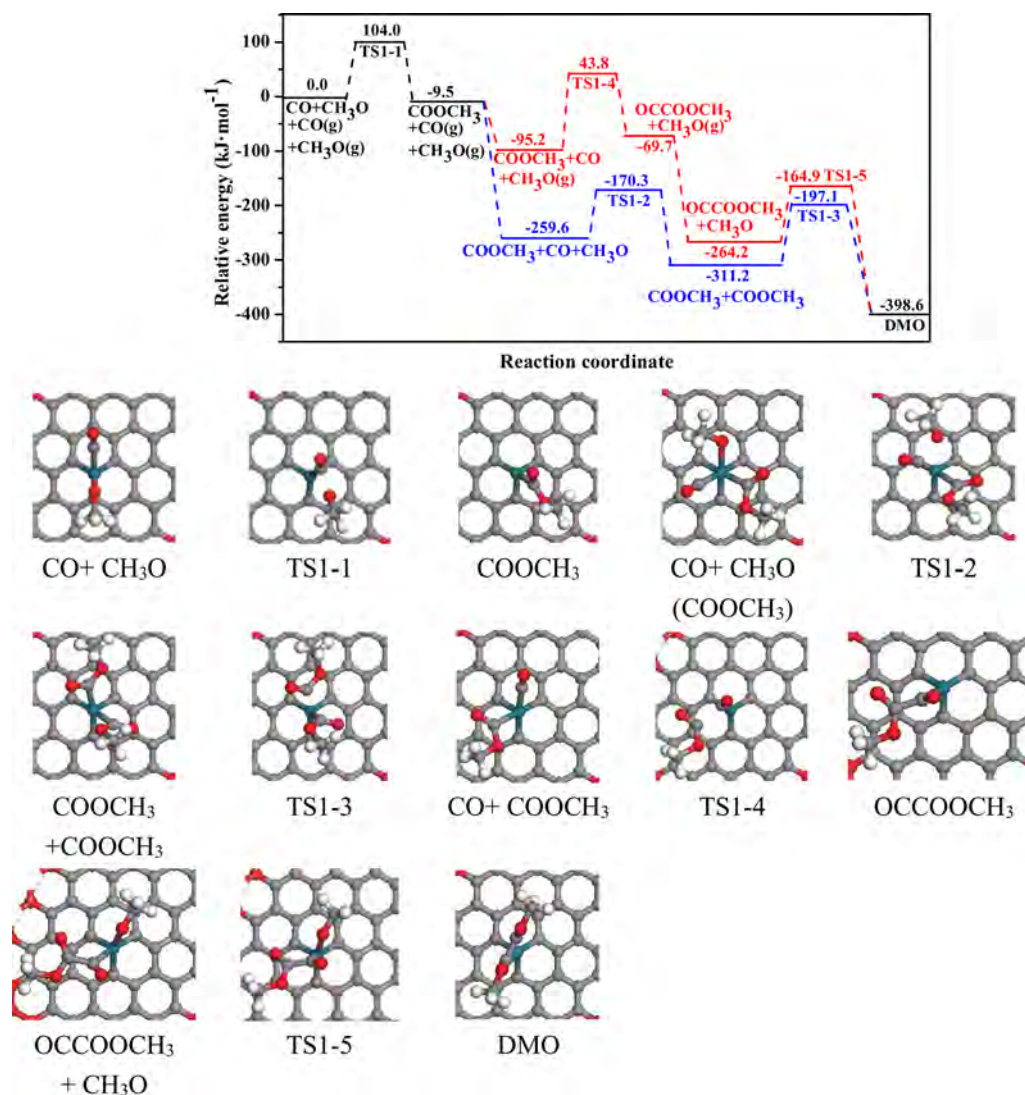 Relative energy (kJ·mol⁻¹)
100
0
-100
-200
-300
-400
0.0
CO+CH₃O
+CO(g)
+CH₃O(g)
104.0
TS1-1
-9.5
COOCH₃
+CO(g)
+CH₃O(g)
-95.2
COOCH₃+CO
+CH₃O(g)
43.8
TS1-4
OCCOOCH₃
+CH₃O(g)
-69.7
-259.6
COOCH₃+CO+CH₃O
-170.3
TS1-2
OCCOOCH₃
+CH₃O
-264.2
-311.2
COOCH₃+COOCH₃
-164.9 TS1-5
-197.1
TS1-3
-398.6
DMO
Reaction coordinate
CO+ CH₃O
TS1-1
COOCH₃
CO+ CH₃O
(COOCH₃)
TS1-2
COOCH₃
+COOCH₃
TS1-3
CO+ COOCH₃
TS1-4
OCCOOCH₃
OCCOOCH₃
+ CH₃O
TS1-5
DMO